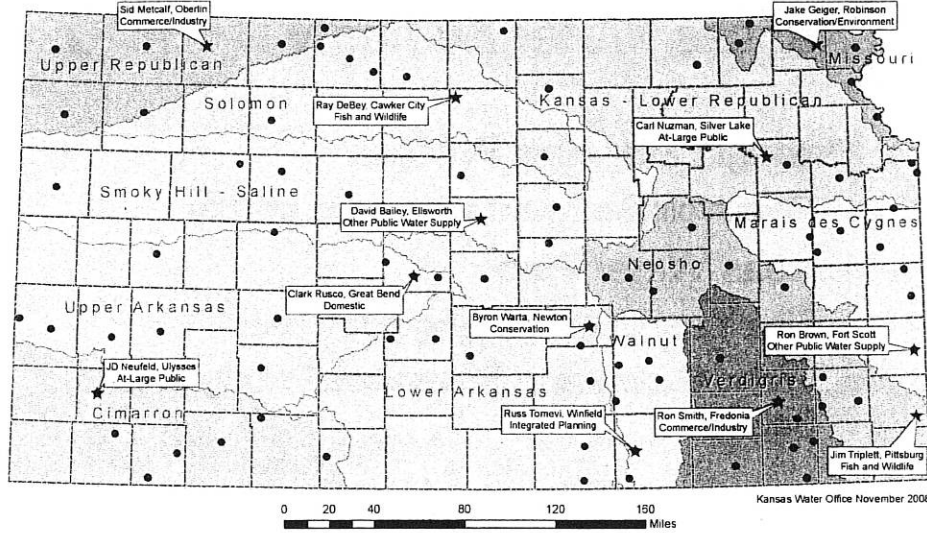 Sid Metcalf, Oberlin
Commerce/Industry
Jake Geiger, Robinson
Conservation/Environment
Upper Republican
Missouri
Solomon
Ray DeBey, Cawker City
Fish and Wildlife
Kansas - Lower Republican
Carl Nuzman, Silver Lake
At-Large Public
Smoky Hill - Saline
David Bailey, Ellsworth
Other Public Water Supply
Marais des Cygnes
Neosho
Clark Rusco, Great Bend
Domestic
Upper Arkansas
Byron Warta, Newton
Conservation
Walnut
Ron Brown, Fort Scott
Other Public Water Supply
JD Neufeld, Ulysses
At-Large Public
Verdigris
Lower Arkansas
Cimarron
Russ Tomevi, Winfield
Integrated Planning
Ron Smith, Fredonia
Commerce/Industry
Jim Triplett, Pittsburg
Fish and Wildlife
Kansas Water Office November 2008
0 20 40 80 120 160
Miles